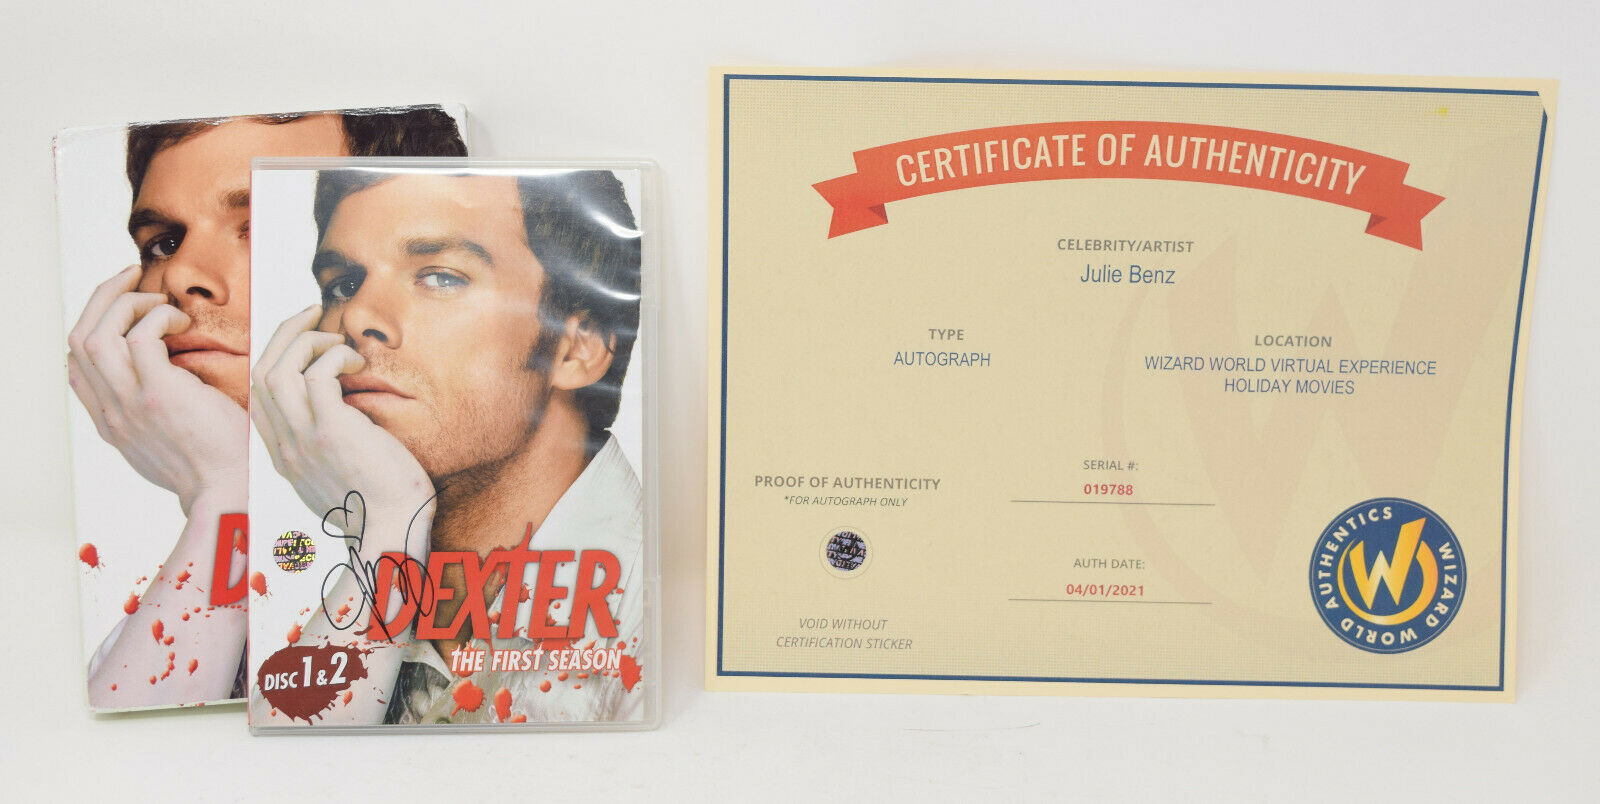 D
DEXTER
THE FIRST SEASON
DISC 1 & 2
CERTIFICATE OF AUTHENTICITY
CELEBRITY/ARTIST
Julie Benz
TYPE
AUTOGRAPH
LOCATION
WIZARD WORLD VIRTUAL EXPERIENCE
HOLIDAY MOVIES
PROOF OF AUTHENTICITY
*FOR AUTOGRAPH ONLY
SERIAL #:
019788
AUTH DATE:
04/01/2021
VOID WITHOUT
CERTIFICATION STICKER
W
AUTHENTICS
WIZARD WORLD